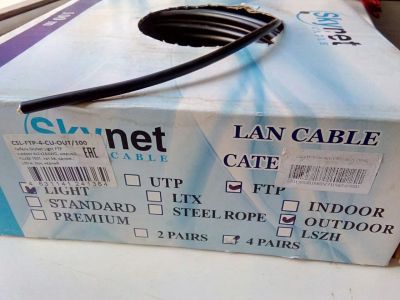 Skynet
CABLE
Skynet
CABLE
CSL-FTP-4-CU-OUT/100
EAC
LAN CABLE
CATE
LIGHT
UTP
FTP
STANDARD
LTX
INDOOR
PREMIUM
STEEL ROPE
OUTDOOR
2 PAIRS
4 PAIRS
LSZH